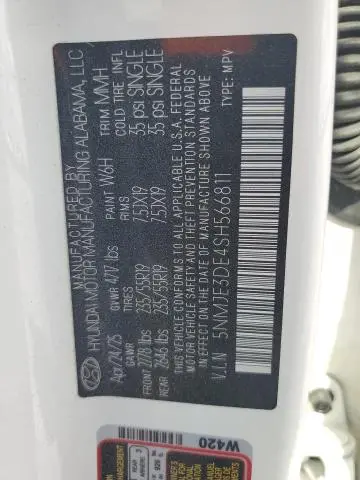 MANUFACTURED BY
HYUNDAI MOTOR MANUFACTURING ALABAMA, LLC
Apr/24/25 PAINT W6H TRIM MMH
GVWR 4717 lbs RIMS COLD TIRE INFL
FRONT 2778 lbs 235/55R19 7.5JX19 35 psi SINGLE
REAR 2646 lbs 235/55R19 7.5JX19 35 psi SINGLE
THIS VEHICLE CONFORMS TO ALL APPLICABLE U.S.A. FEDERAL
MOTOR VEHICLE SAFETY BUMPER, AND THEFT PREVENTION STANDARDS
IN EFFECT ON THE DATE OF MANUFACTURE SHOWN ABOVE.
V.I.N 5NMJE3DE4SH566811 TYPE: MPV
W420